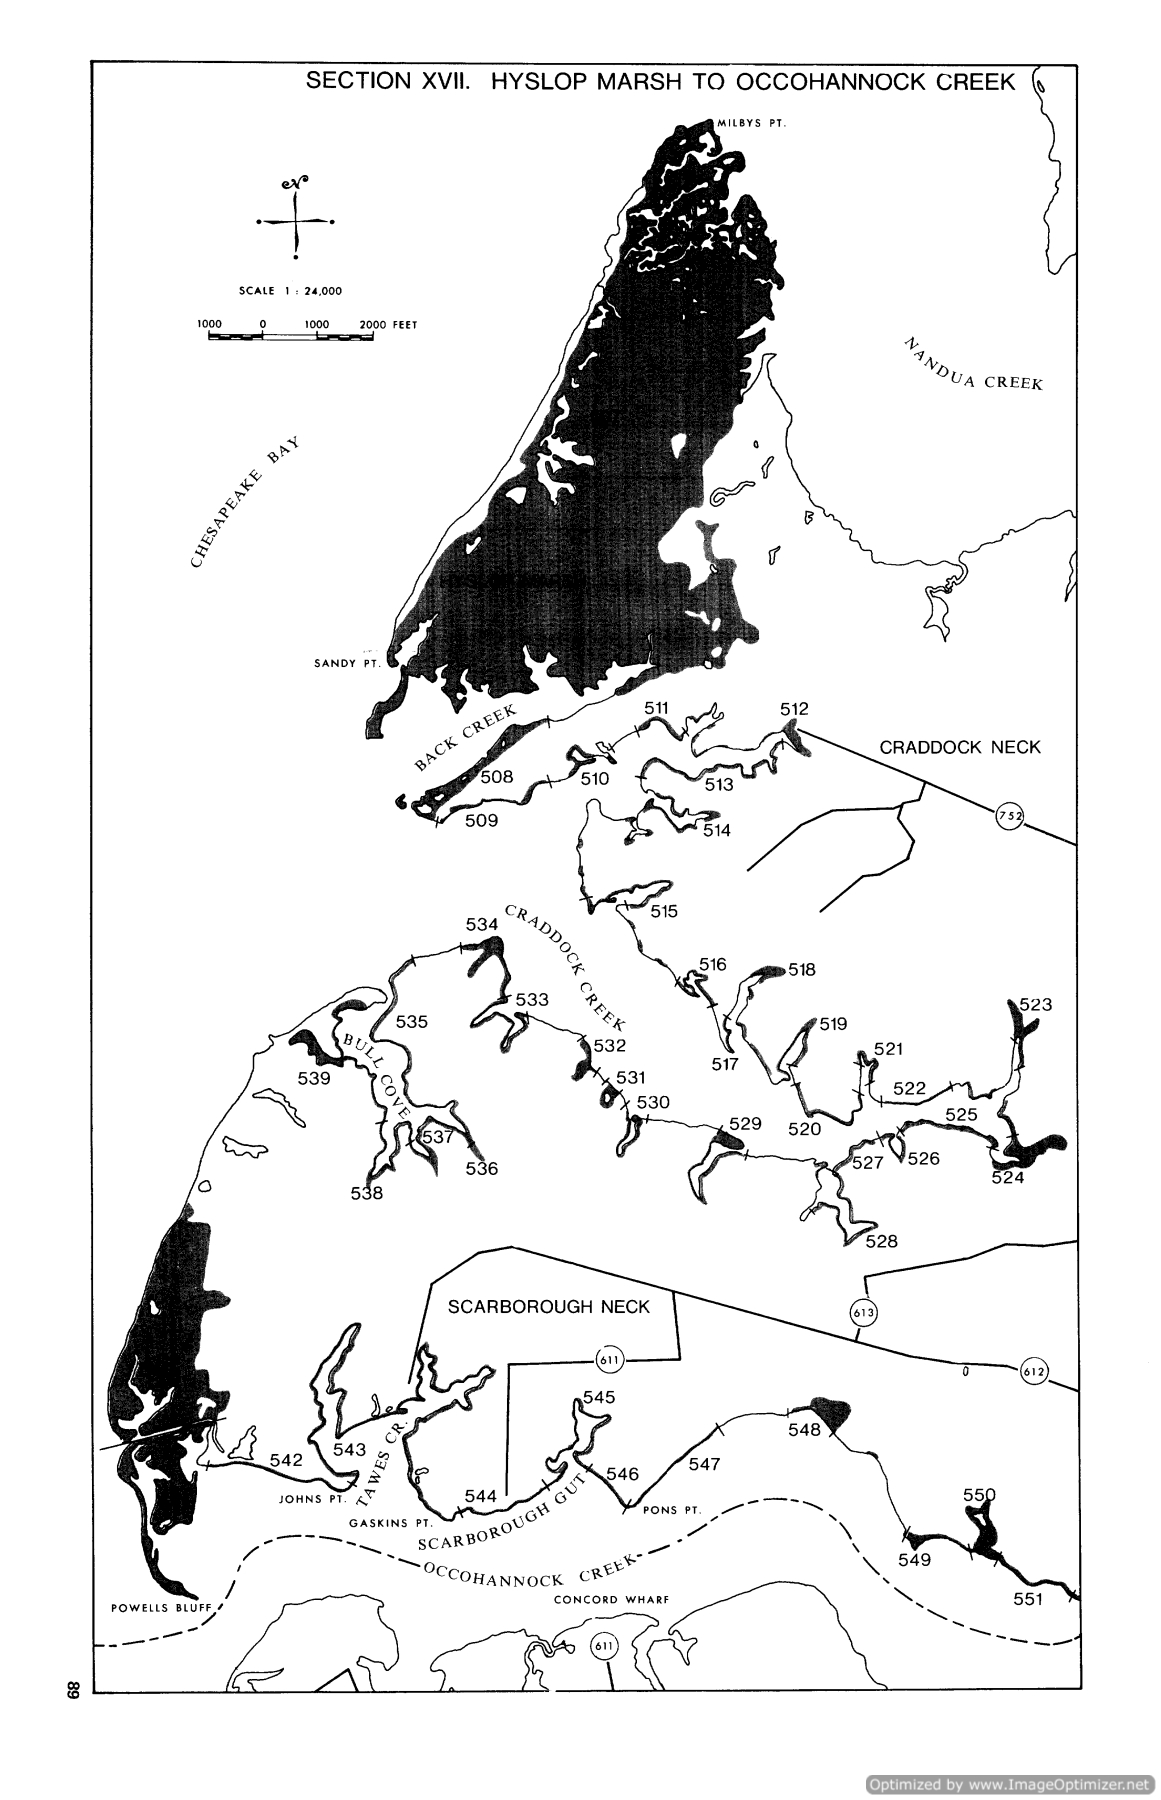 SECTION XVII. HYSLOP MARSH TO OCCOHANNOCK CREEK
MILBYS PT.
N
SCALE 1 : 24,000
1000 0 1000 2000 FEET
NANDUA CREEK
CHESAPEAKE BAY
SANDY PT.
BACK CREEK
511
512
CRADDOCK NECK
508
510
513
509
752
514
515
CRADDOCK CREEK
534
516
518
533
523
535
519
BULL COVE
532
521
517
539
531
522
530
525
520
529
537
527
526
536
524
538
528
SCARBOROUGH NECK
613
611
612
545
548
543
TAWES CR.
542
547
546
544
550
JOHNS PT.
PONS PT.
GASKINS PT.
SCARBOROUGH GUT
549
OCCOHANNOCK CREEK
551
CONCORD WHARF
POWELLS BLUFF
611
68
Optimized by www.ImageOptimizer.net